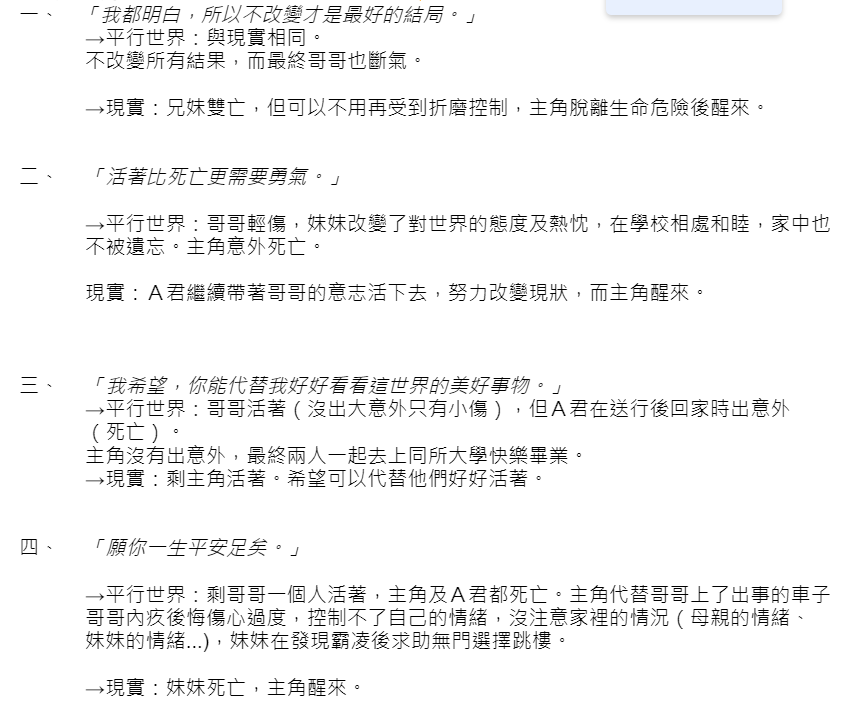 一、 「我都明白，所以不改變才是最好的結局。」
→平行世界：與現實相同。
不改變所有結果，而最終哥哥也斷氣。
→現實：兄妹雙亡，但可以不用再受到折磨控制，主角脫離生命危險後醒來。
二、 「活著比死亡更需要勇氣。」
→平行世界：哥哥輕傷，妹妹改變了對世界的態度及熱忱，在學校相處和睦，家中也
不被遺忘。主角意外死亡。
現實：Ａ君繼續帶著哥哥的意志活下去，努力改變現狀，而主角醒來。
三、 「我希望，你能代替我好好看看這世界的美好事物。」
→平行世界：哥哥活著（沒出大意外只有小傷），但Ａ君在送行後回家時出意外
（死亡）。
主角沒有出意外，最終兩人一起去上同所大學快樂畢業。
→現實：剩主角活著。希望可以代替他們好好活著。
四、 「願你一生平安足矣。」
→平行世界：剩哥哥一個人活著，主角及Ａ君都死亡。主角代替哥哥上了出事的車子
哥哥內疚後悔傷心過度，控制不了自己的情緒，沒注意家裡的情況（母親的情緒、
妹妹的情緒...)，妹妹在發現霸凌後求助無門選擇跳樓。
→現實：妹妹死亡，主角醒來。